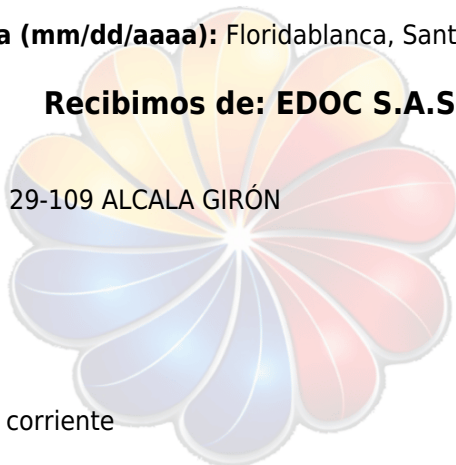 a (mm/dd/aaaa): Floridablanca, Sant
Recibimos de: EDOC S.A.S
29-109 ALCALA GIRÓN
corriente